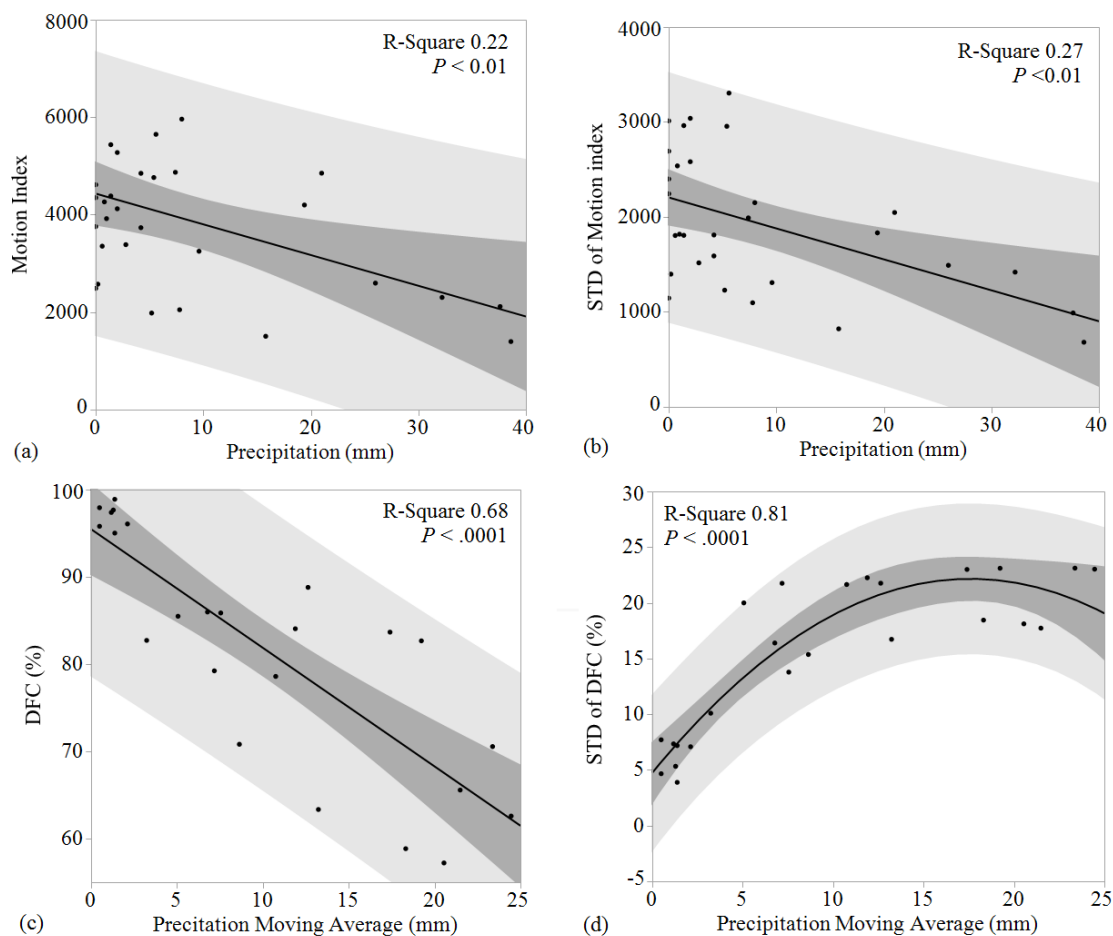 8000
6000
4000
2000
0
Motion Index
R-Square 0.22
P < 0.01
0 10 20 30 40
Precipitation (mm)
(a)
4000
3000
2000
1000
0
STD of Motion index
R-Square 0.27
P <0.01
0 10 20 30 40
Precipitation (mm)
(b)
100
90
80
70
60
DFC (%)
R-Square 0.68
P < .0001
0 5 10 15 20 25
Precitation Moving Average (mm)
(c)
30
25
20
15
10
5
0
-5
STD of DFC (%)
R-Square 0.81
P < .0001
0 5 10 15 20 25
Precipitation Moving Average (mm)
(d)